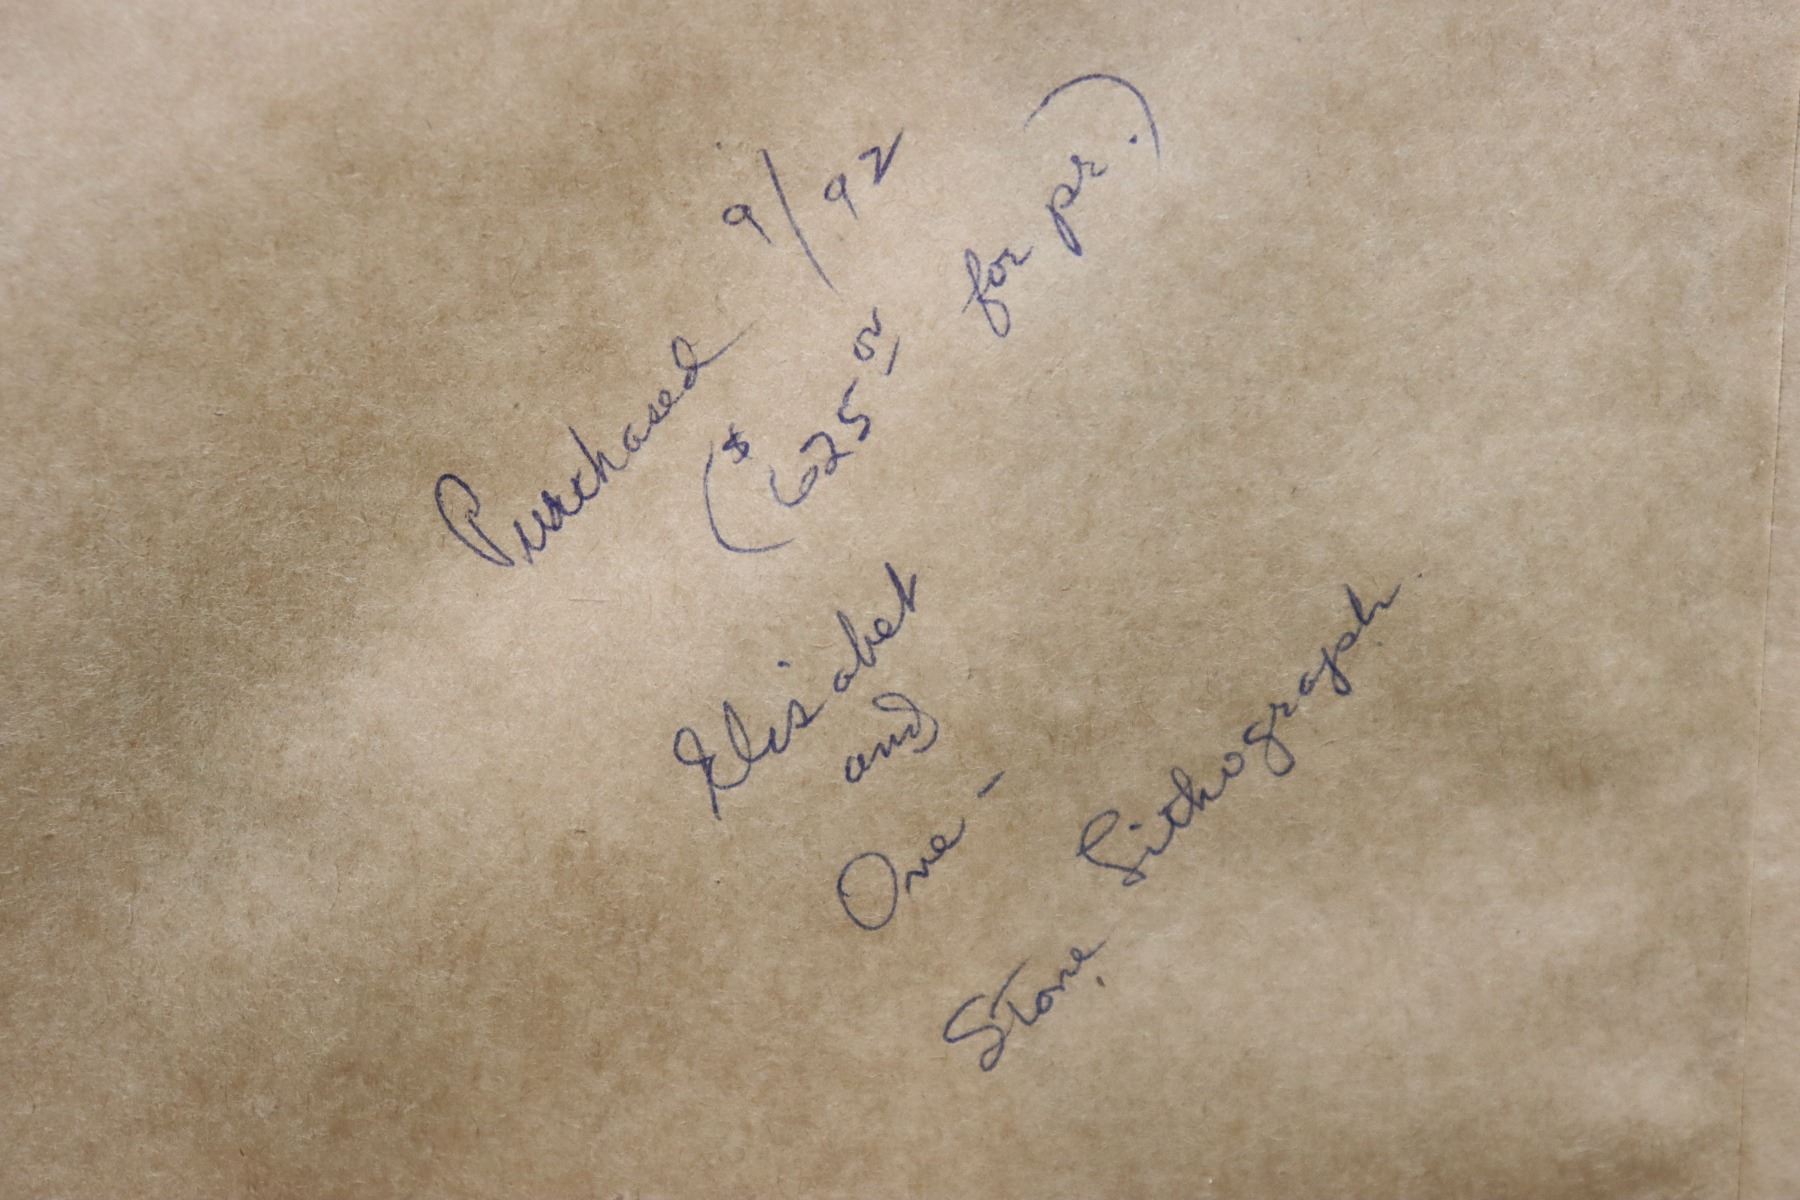 Purchased 9/92
($625 00 for pr.)
Elisabet
and
One -
Stone Lithograph